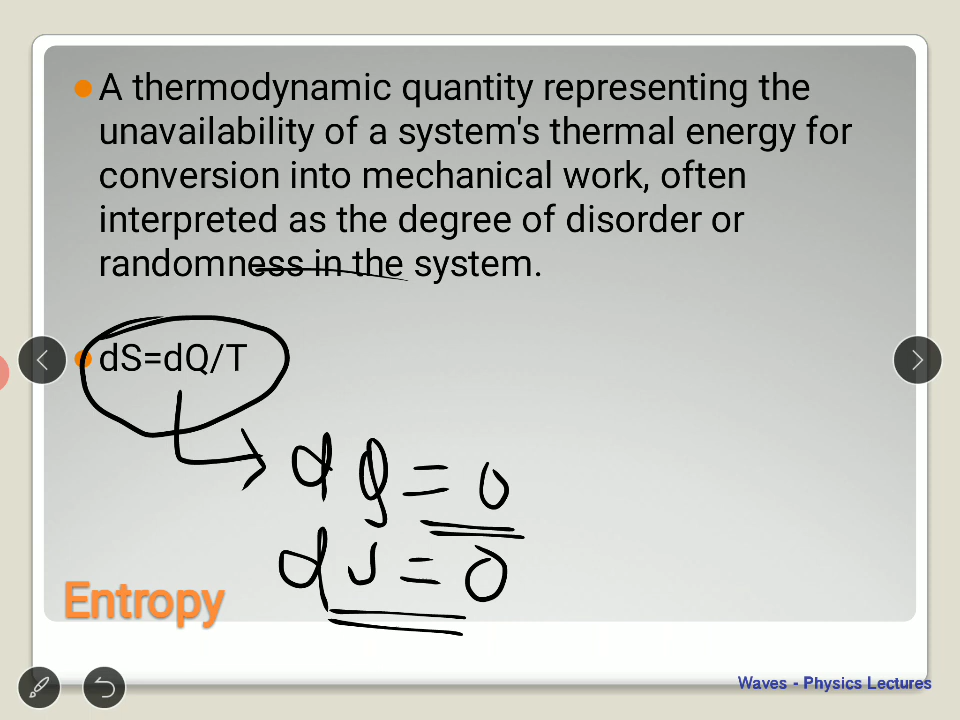 A thermodynamic quantity representing the
unavailability of a system's thermal energy for
conversion into mechanical work, often
interpreted as the degree of disorder or
randomness in the system.
dS=dQ/T
dQ = 0
ds = 0
Entropy
Waves - Physics Lectures